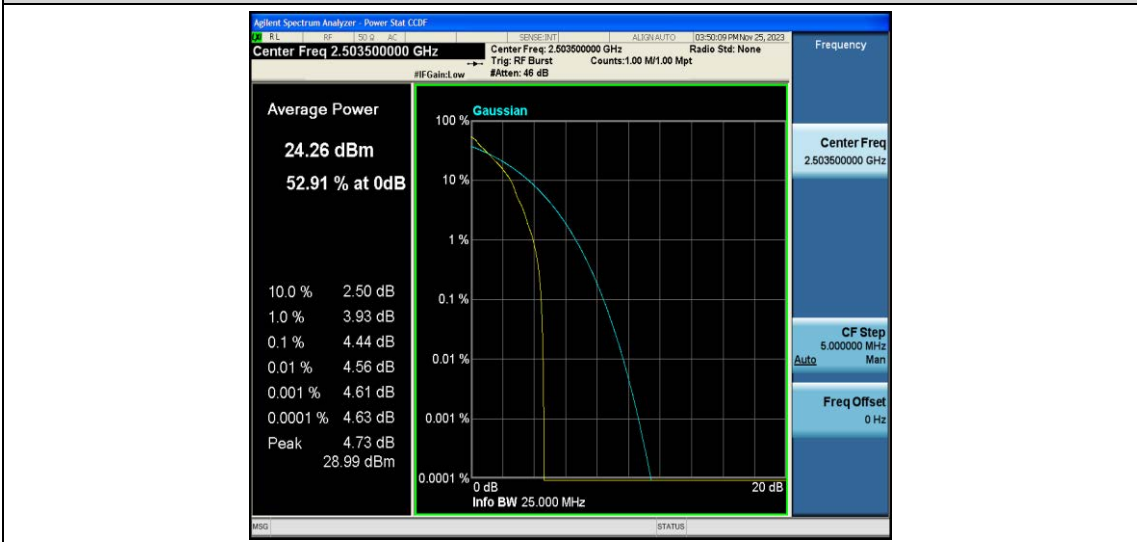 Agilent Spectrum Analyzer - Power Stat CCDF
LXI RL RF 50 Ω AC SENSE:INT ALIGN AUTO 03:50:09 PM Nov 25, 2023
Center Freq 2.503500000 GHz
Center Freq: 2.503500000 GHz Radio Std: None
Trig: RF Burst Counts:1.00 M/1.00 Mpt
#IFGain:Low #Atten: 46 dB
Frequency
Average Power
24.26 dBm
52.91 % at 0dB
10.0 % 2.50 dB
1.0 % 3.93 dB
0.1 % 4.44 dB
0.01 % 4.56 dB
0.001 % 4.61 dB
0.0001 % 4.63 dB
Peak 4.73 dB
28.99 dBm
Gaussian
100 %
10 %
1 %
0.1 %
0.01 %
0.001 %
0.0001 %
0 dB 20 dB
Info BW 25.000 MHz
Center Freq
2.503500000 GHz
CF Step
5.000000 MHz
Auto Man
Freq Offset
0 Hz
MSG STATUS